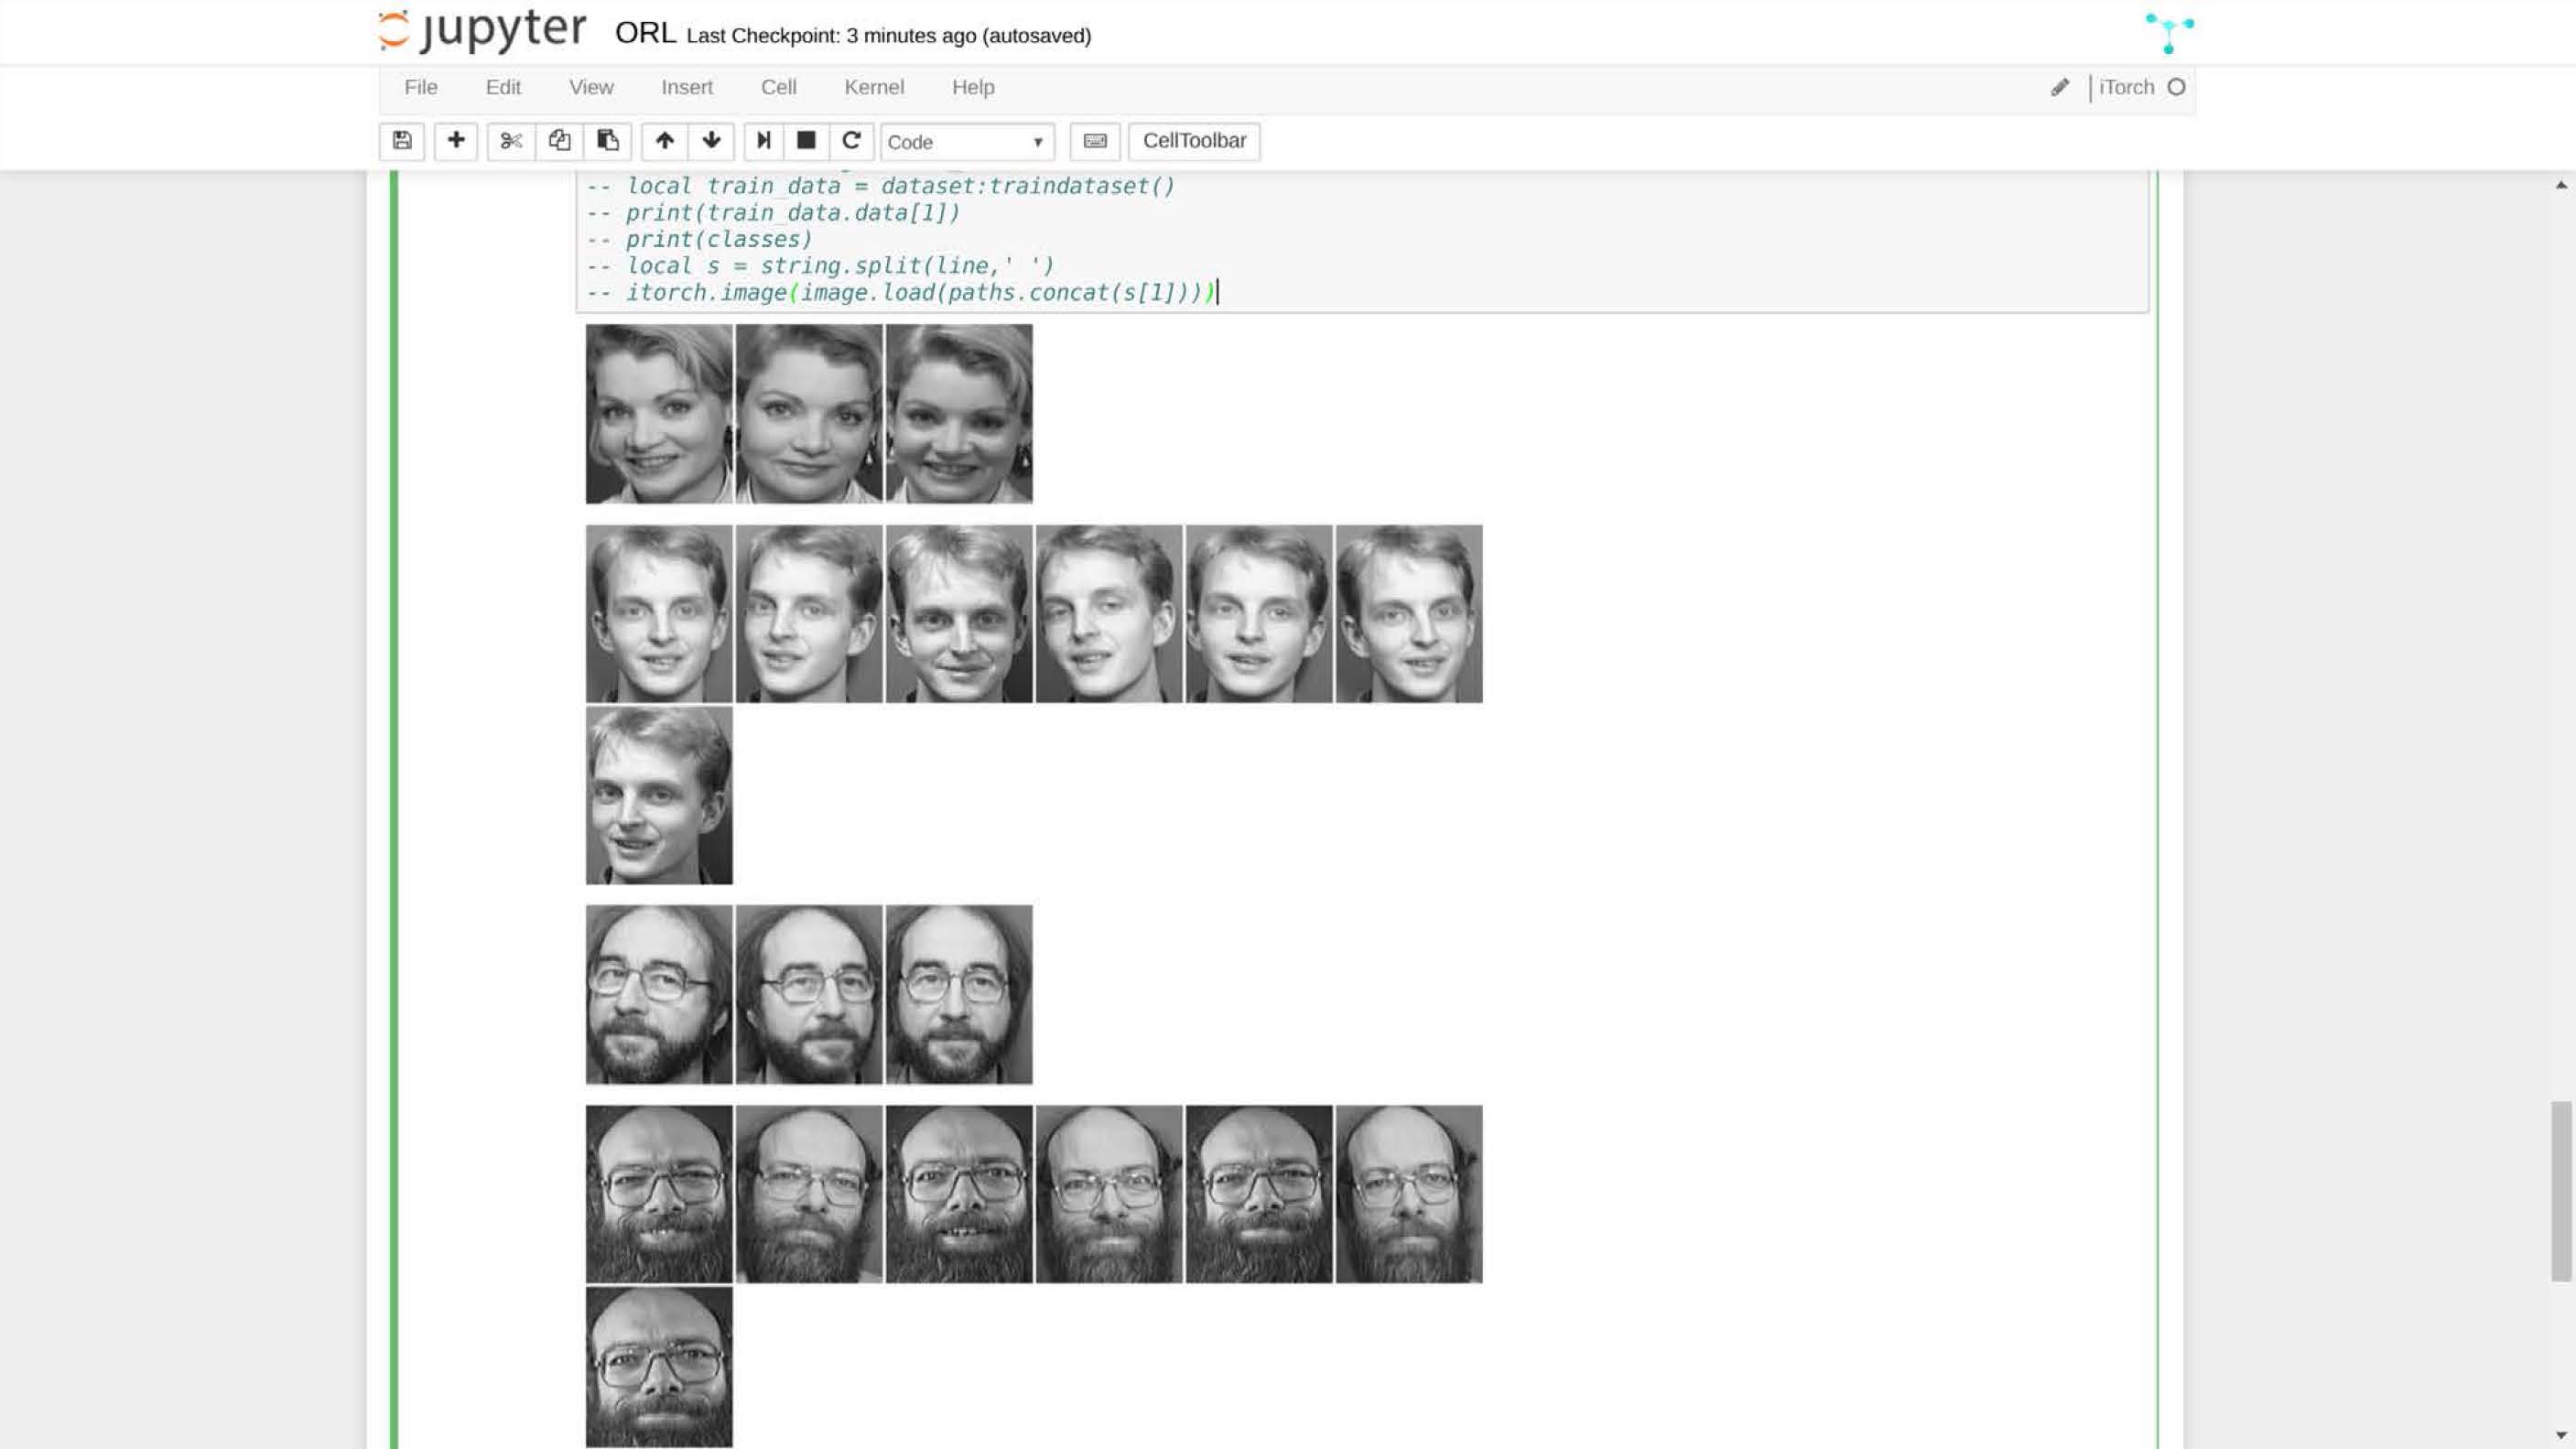 jupyter ORL Last Checkpoint: 3 minutes ago (autosaved)
File Edit View Insert Cell Kernel Help iTorch
Code CellToolbar
-- local train_data = dataset:traindataset()
-- print(train_data.data[1])
-- print(classes)
-- local s = string.split(line,' ')
-- itorch.image(image.load(paths.concat(s[1])))